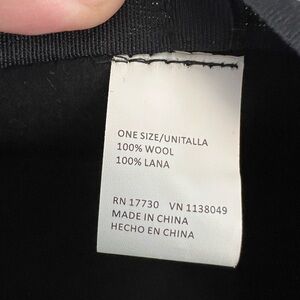 ONE SIZE/UNITALLA
100% WOOL
100% LANA
RN 17730 VN 1138049
MADE IN CHINA
HECHO EN CHINA